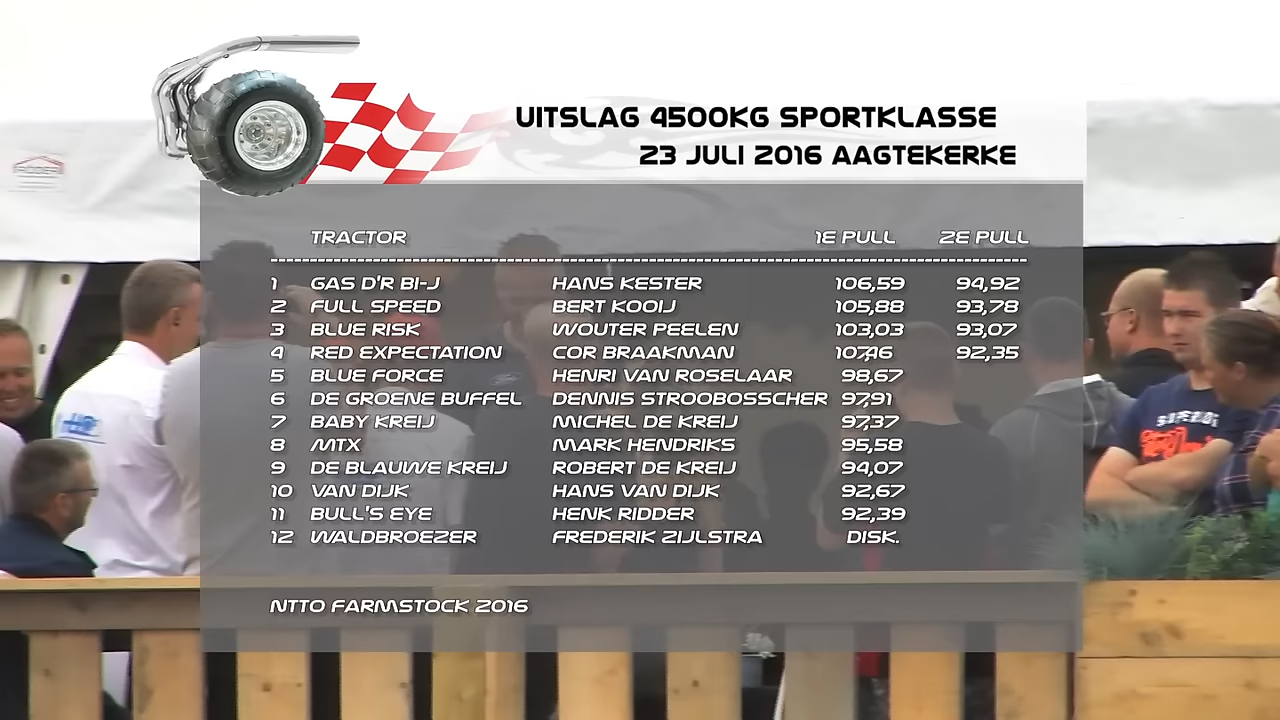 UITSLAG 4500KG SPORTKLASSE
23 JULI 2016 AAGTEKERKE
TRACTOR 1E PULL 2E PULL
1 GAS D'R BI-J HANS KESTER 106,59 94,92
2 FULL SPEED BERT KOOIJ 105,88 93,78
3 BLUE RISK WOUTER PEELEN 103,03 93,07
4 RED EXPECTATION COR BRAAKMAN 107,46 92,35
5 BLUE FORCE HENRI VAN ROSELAAR 98,67
6 DE GROENE BUFFEL DENNIS STROOBOSSCHER 97,91
7 BABY KREIJ MICHEL DE KREIJ 97,37
8 MTX MARK HENDRIKS 95,58
9 DE BLAUWE KREIJ ROBERT DE KREIJ 94,07
10 VAN DIJK HANS VAN DIJK 92,67
11 BULL'S EYE HENK RIDDER 92,39
12 WALDBROEZER FREDERIK ZIJLSTRA DISK.
NTTO FARMSTOCK 2016